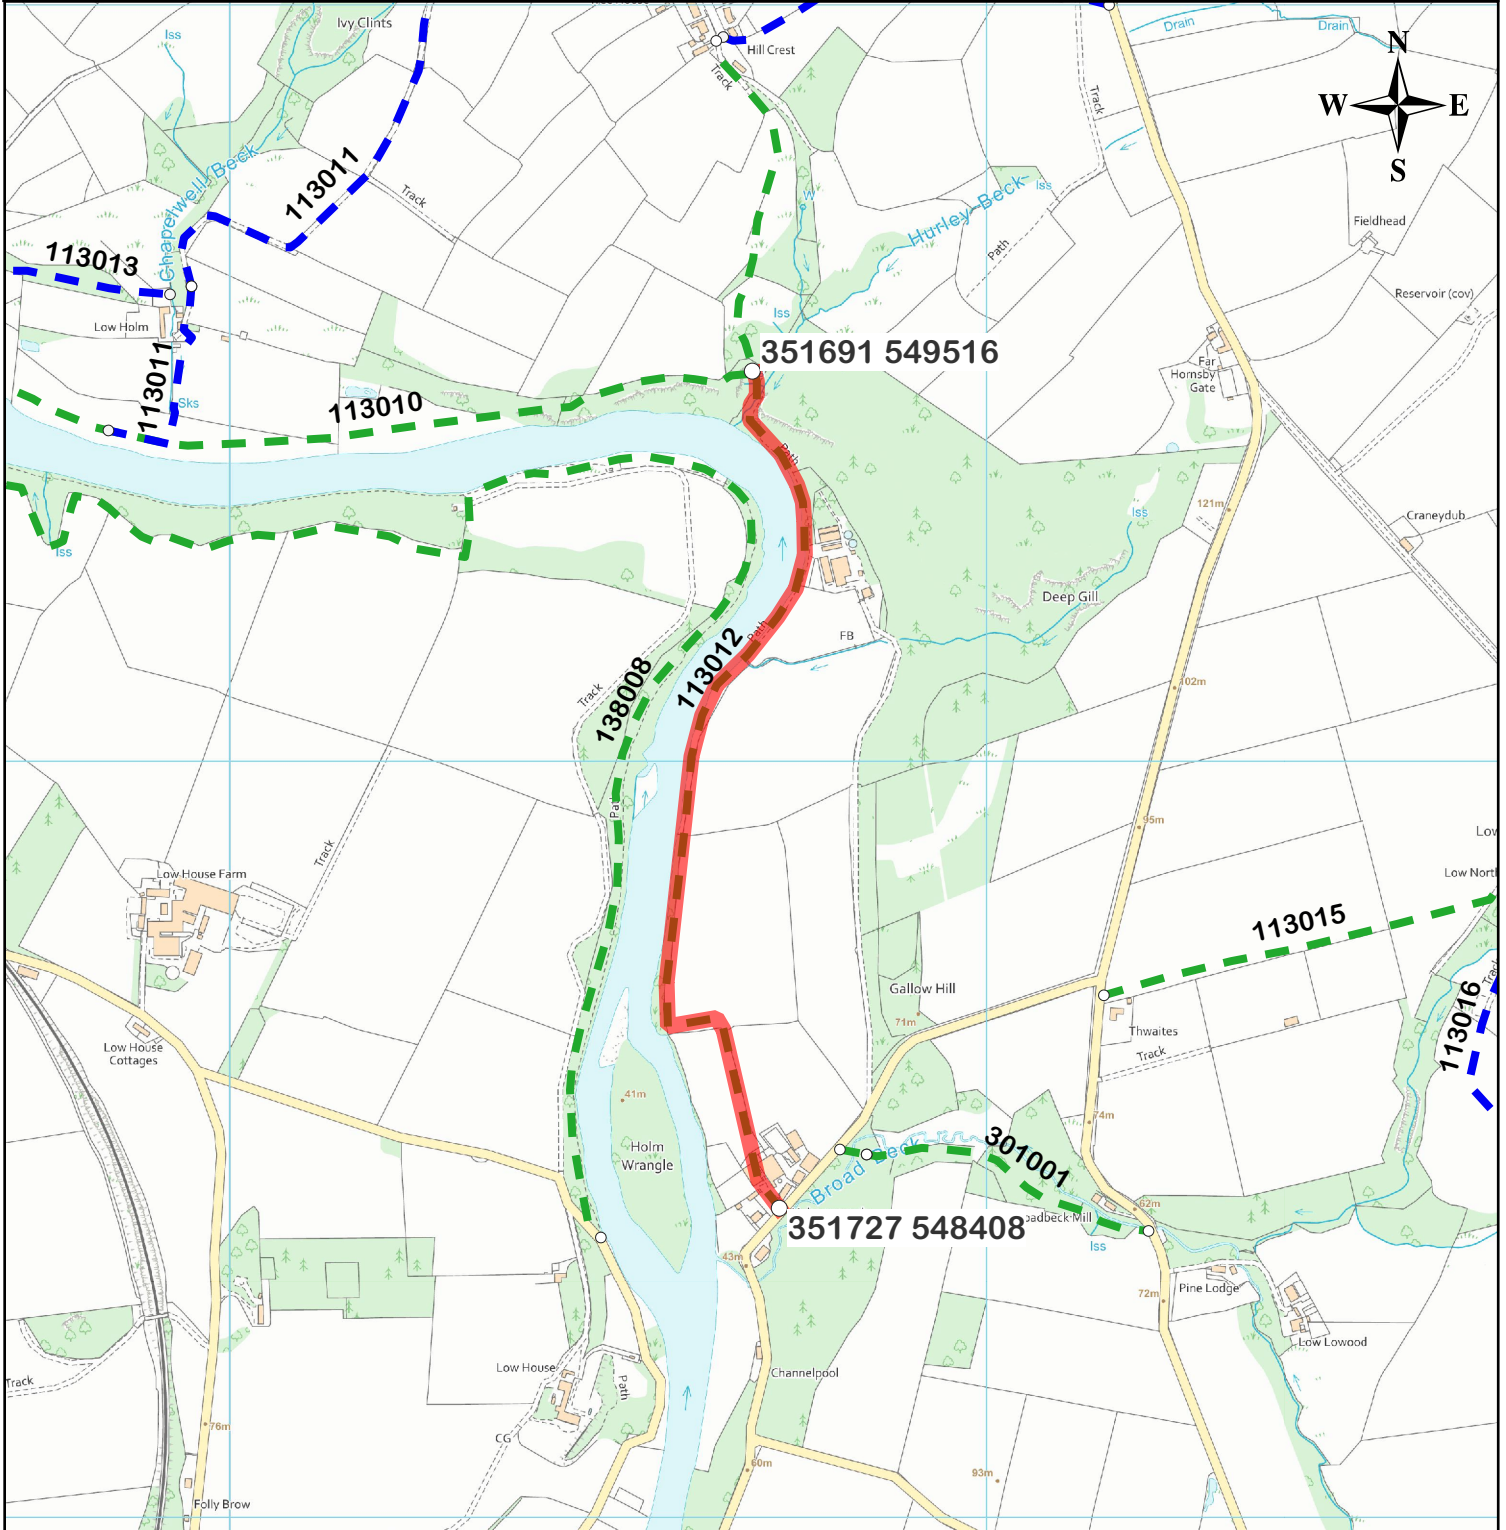 Ivy Clints
Iss
Hill Crest
Track
Drain
Drain
N
W
E
S
Track
Chapelwell Beck
113011
Track
Iss
Hurley Beck
Path
Fieldhead
113013
Reservoir (cov)
Iss
Low Holm
351691 549516
Far
Hornsby
Gate
113011
Sks
113010
Path
121m
Iss
Craneydub
Iss
Deep Gill
Path
FB
113012
138008
Track
102m
Path
95m
Track
Low House Farm
Low
Low North
113015
Track
Gallow Hill
113016
71m
Thwaites
Track
Low House
Cottages
41m
74m
Holm
Wrangle
301001
Broad Beck
62m
351727 548408
oadbeck Mill
Iss
43m
Pine Lodge
72m
Low Lowood
Low House
Channelpool
Track
Path
76m
CG
60m
93m
Folly Brow